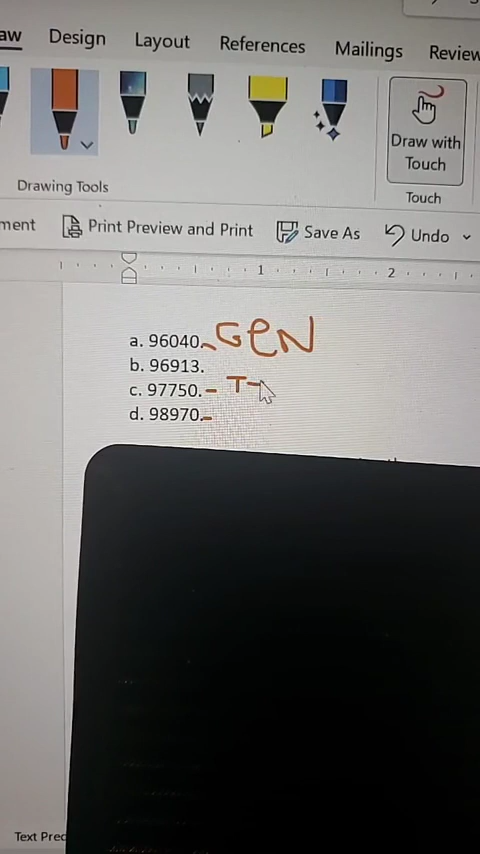 aw Design Layout References Mailings Review
Draw with
Touch
Drawing Tools
Touch
ment Print Preview and Print Save As Undo
1 2
a. 96040. GEN
b. 96913.
c. 97750. - T-
d. 98970. -
Text Pred